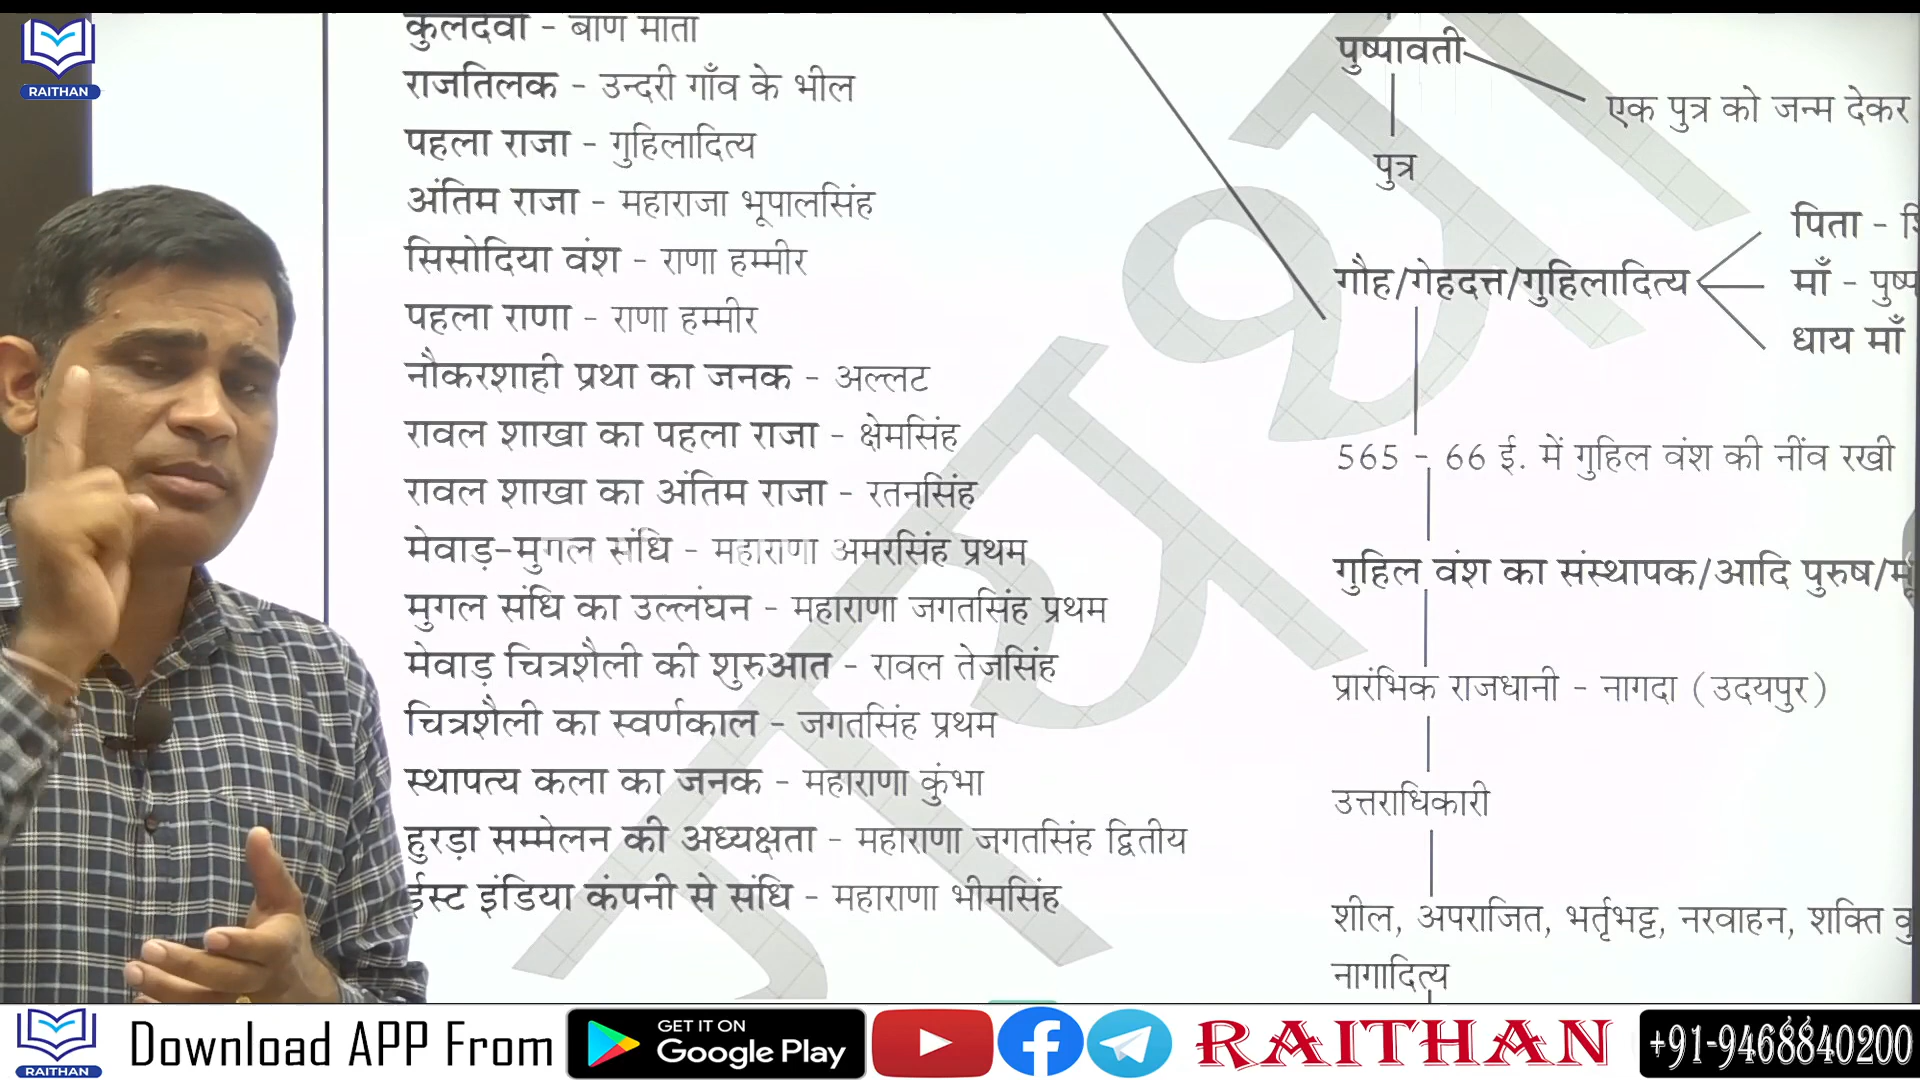 RAITHAN
कुलदेवी - बाण माता
राजतिलक - उन्दरी गाँव के भील
पहला राजा - गुहिलादित्य
अंतिम राजा - महाराजा भूपालसिंह
सिसोदिया वंश - राणा हम्मीर
पहला राणा - राणा हम्मीर
नौकरशाही प्रथा का जनक - अल्लट
रावल शाखा का पहला राजा - क्षेमसिंह
रावल शाखा का अंतिम राजा - रतनसिंह
मेवाड़-मुगल संधि - महाराणा अमरसिंह प्रथम
मुगल संधि का उल्लंघन - महाराणा जगतसिंह प्रथम
मेवाड़ चित्रशैली की शुरुआत - रावल तेजसिंह
चित्रशैली का स्वर्णकाल - जगतसिंह प्रथम
स्थापत्य कला का जनक - महाराणा कुंभा
हुरड़ा सम्मेलन की अध्यक्षता - महाराणा जगतसिंह द्वितीय
ईस्ट इंडिया कंपनी से संधि - महाराणा भीमसिंह
पुष्पावती
एक पुत्र को जन्म देकर
पुत्र
गौह/गेहदत्त/गुहिलादित्य
पिता -
माँ -
धाय माँ
565 - 66 ई. में गुहिल वंश की नींव रखी
गुहिल वंश का संस्थापक/आदि पुरुष/
प्रारंभिक राजधानी - नागदा (उदयपुर)
उत्तराधिकारी
शील, अपराजित, भर्तृभट्ट, नरवाहन, शक्ति
नागादित्य
RAITHAN
Download APP From
GET IT ON
Google Play
RAITHAN
+91-9468840200